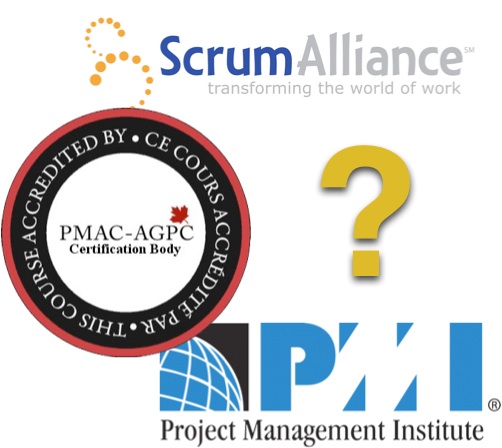 ScrumAlliance℠
transforming the world of work
THIS COURSE ACCREDITED BY • CE COURS ACCRÉDITÉ PAR •
PMAC-AGPC
Certification Body
?
PMI®
Project Management Institute